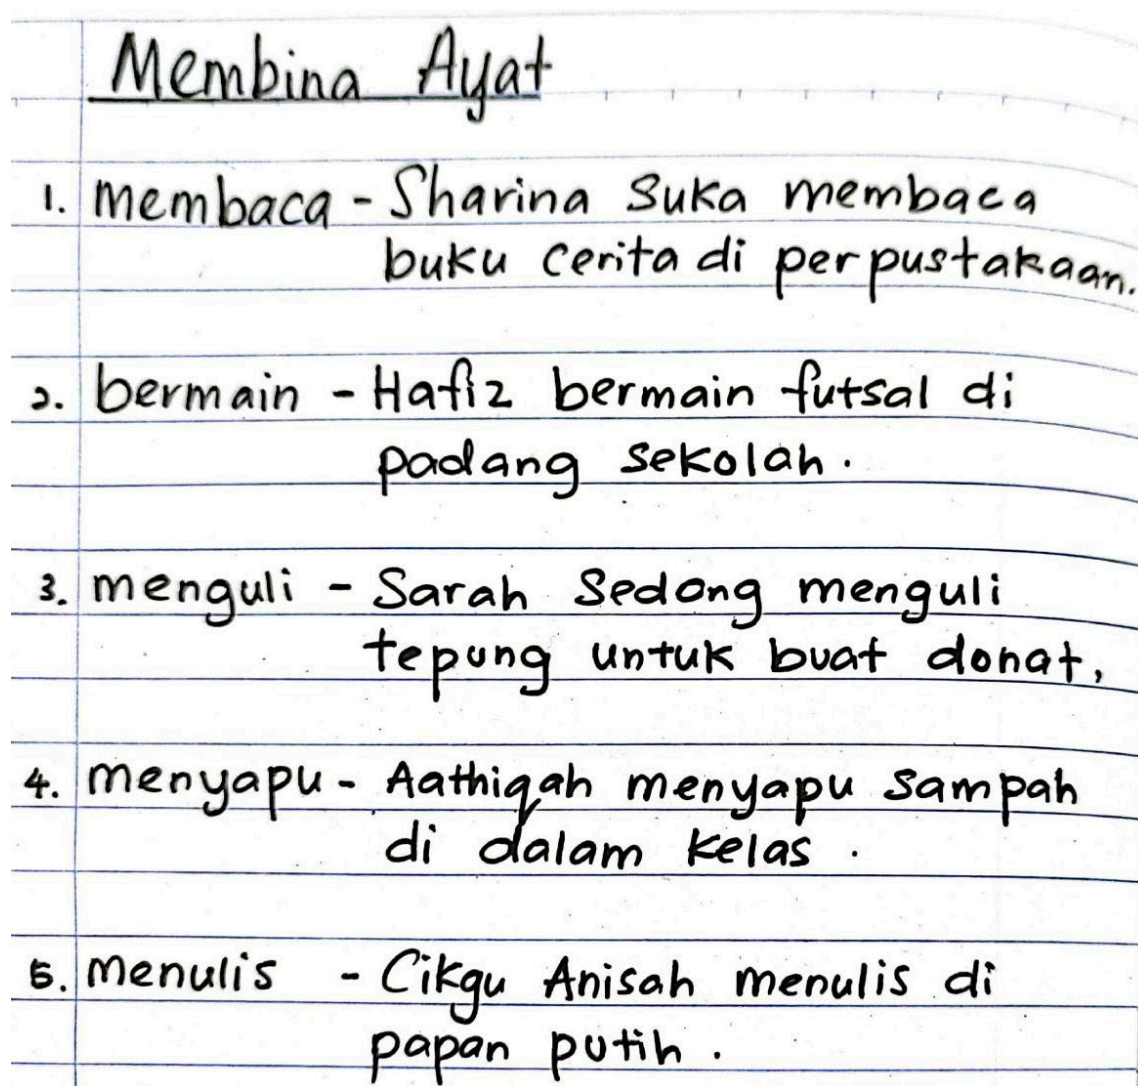 Membina Ayat
1. membaca - Sharina suka membaca
buku cerita di perpustakaan.
2. bermain - Hafiz bermain futsal di
padang sekolah.
3. menguli - Sarah sedang menguli
tepung untuk buat donat,
4. menyapu - Aathiqah menyapu sampah
di dalam kelas.
5. menulis - Cikgu Anisah menulis di
papan putih.